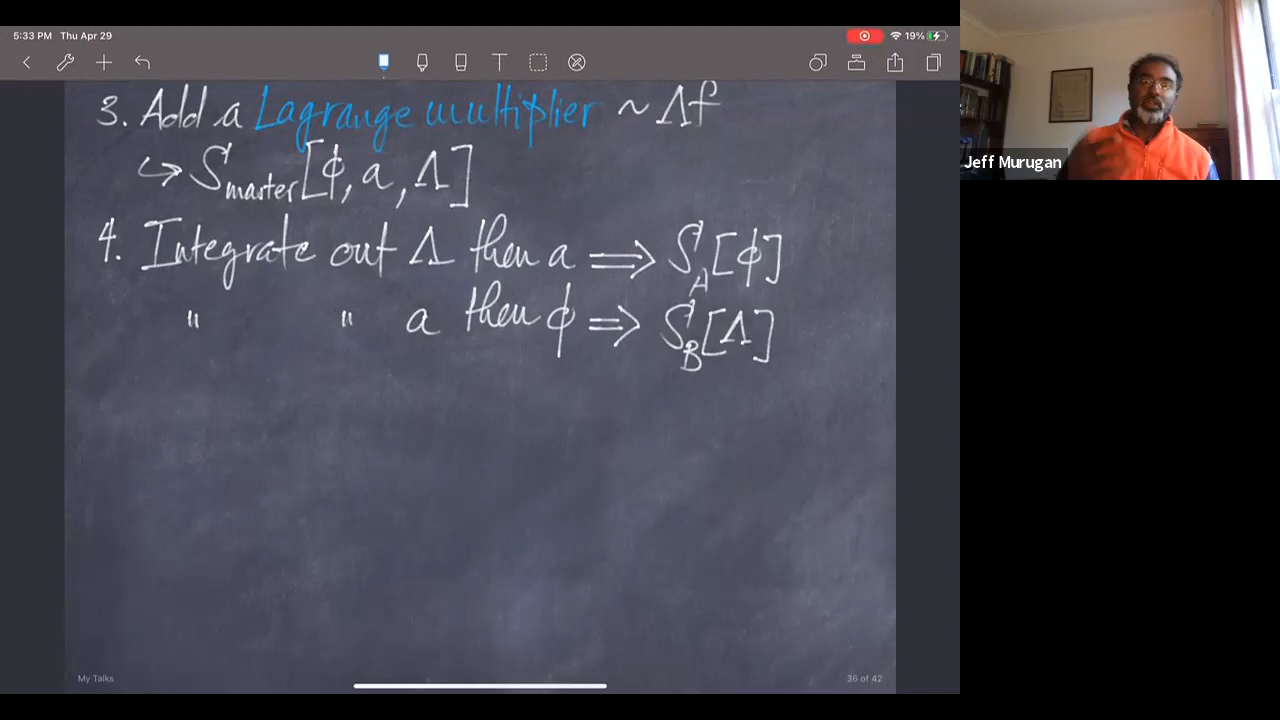 5:33 PM Thu Apr 29
19%
Jeff Murugan
3. Add a Lagrange multiplier ~ Λf
↪ S_master[ϕ, a, Λ]
4. Integrate out Λ then a ⟹ S_A[ϕ]
" " a then ϕ ⟹ S_B[Λ]
My Talks
36 of 42